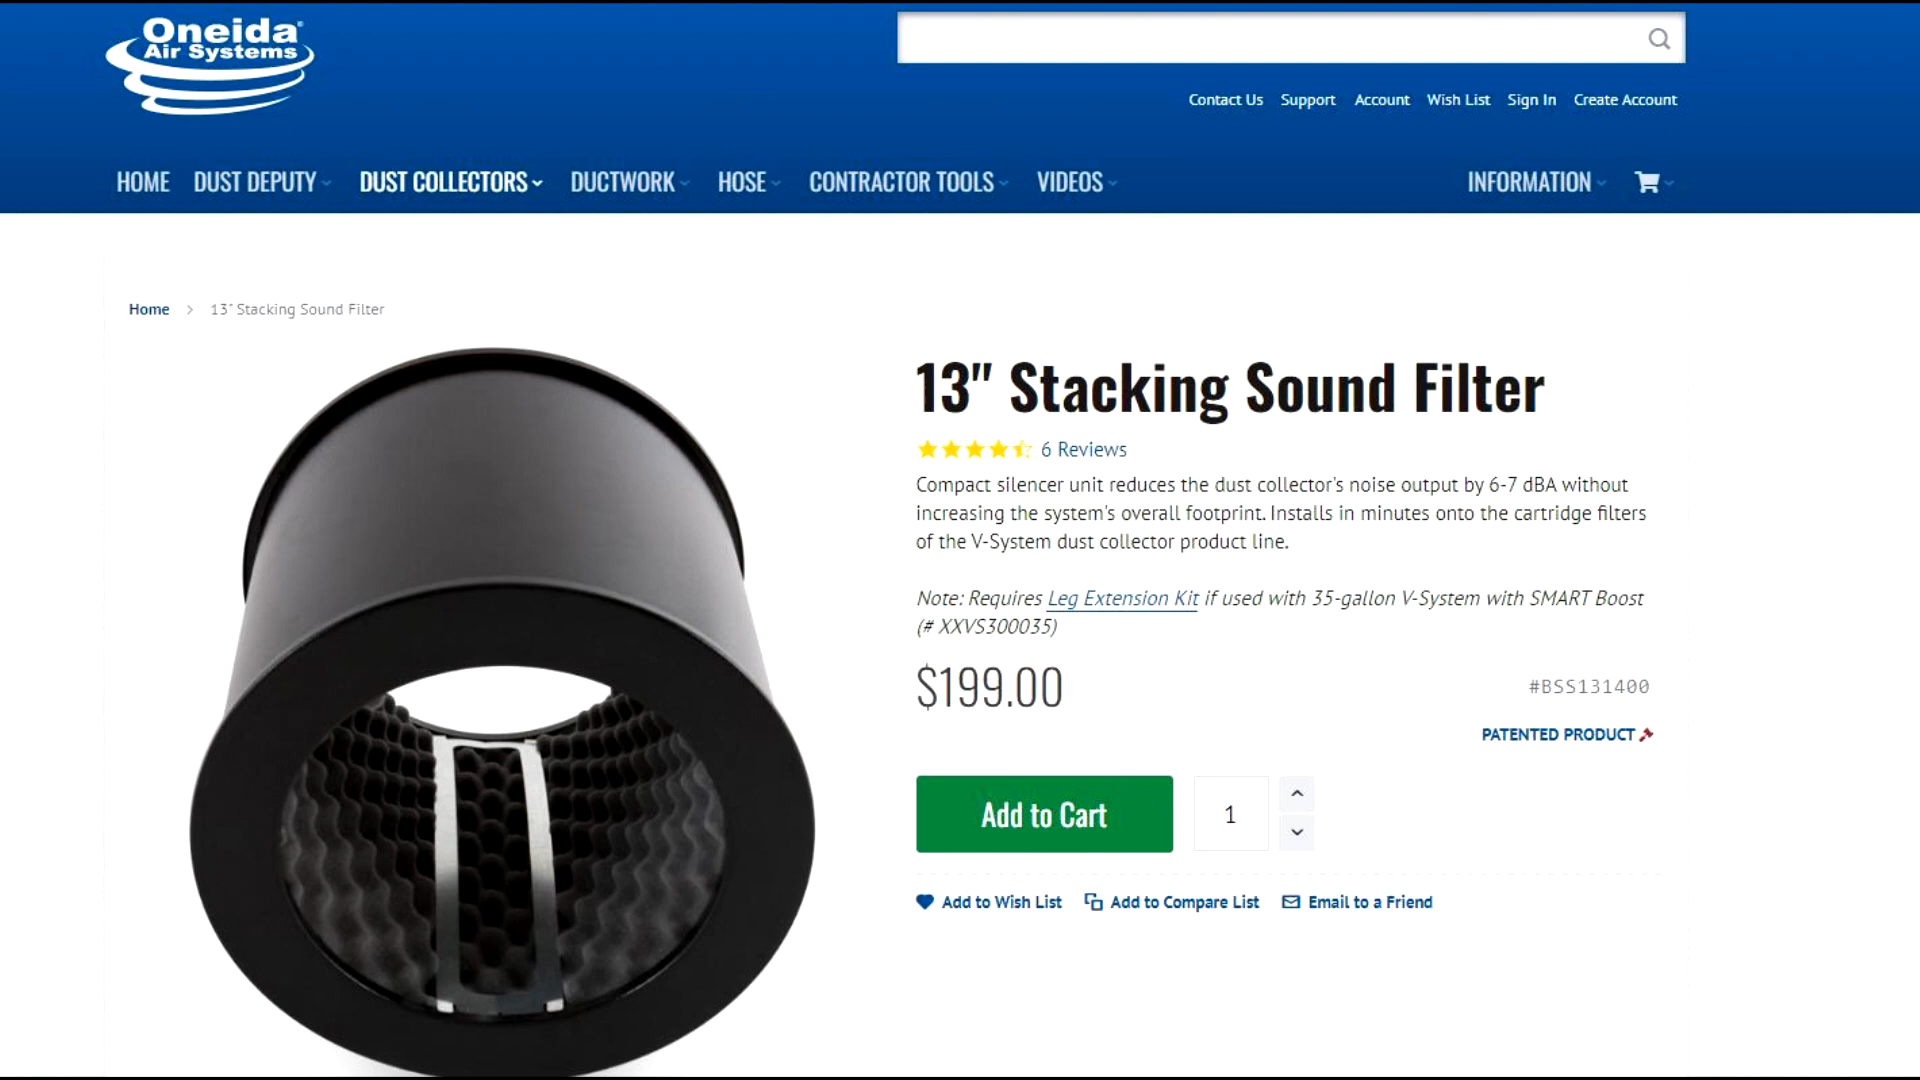 Oneida®
Air Systems
Contact Us Support Account Wish List Sign In Create Account
HOME DUST DEPUTY DUST COLLECTORS DUCTWORK HOSE CONTRACTOR TOOLS VIDEOS INFORMATION
Home > 13" Stacking Sound Filter
13" Stacking Sound Filter
6 Reviews
Compact silencer unit reduces the dust collector's noise output by 6-7 dBA without
increasing the system's overall footprint. Installs in minutes onto the cartridge filters
of the V-System dust collector product line.
Note: Requires Leg Extension Kit if used with 35-gallon V-System with SMART Boost
(# XXVS300035)
$199.00
#BSS131400
PATENTED PRODUCT
Add to Cart 1
Add to Wish List Add to Compare List Email to a Friend